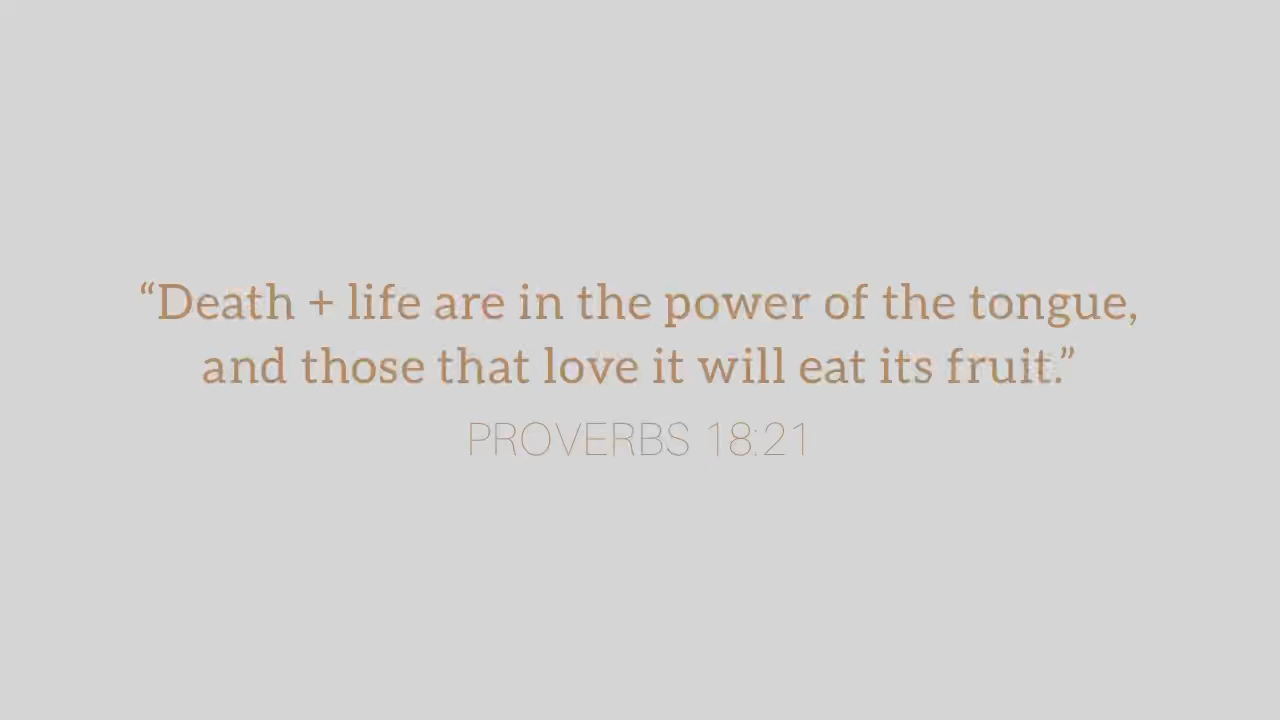 “Death + life are in the power of the tongue,
and those that love it will eat its fruit.”
PROVERBS 18:21